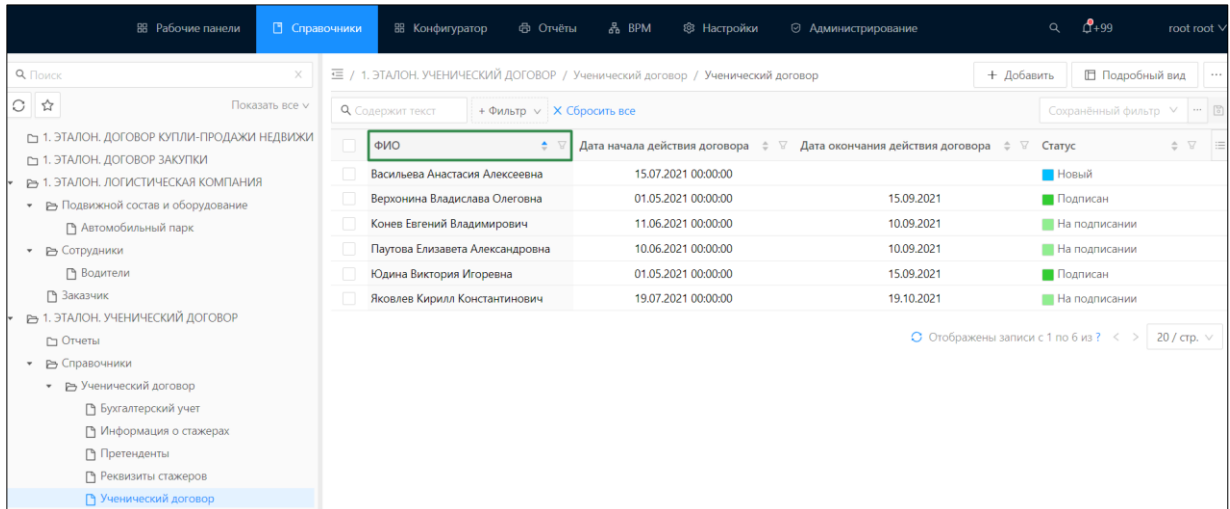 Рабочие панели Справочники Конфигуратор Отчёты BPM Настройки Администрирование +99 root root
Поиск
/ 1. ЭТАЛОН. УЧЕНИЧЕСКИЙ ДОГОВОР / Ученический договор / Ученический договор + Добавить Подробный вид ...
Показать все
Содержит текст + Фильтр X Сбросить все Сохранённый фильтр ...
1. ЭТАЛОН. ДОГОВОР КУПЛИ-ПРОДАЖИ НЕДВИЖИ
1. ЭТАЛОН. ДОГОВОР ЗАКУПКИ
1. ЭТАЛОН. ЛОГИСТИЧЕСКАЯ КОМПАНИЯ
Подвижной состав и оборудование
Автомобильный парк
Сотрудники
Водители
Заказчик
1. ЭТАЛОН. УЧЕНИЧЕСКИЙ ДОГОВОР
Отчеты
Справочники
Ученический договор
Бухгалтерский учет
Информация о стажерах
Претенденты
Реквизиты стажеров
Ученический договор
ФИО Дата начала действия договора Дата окончания действия договора Статус
Васильева Анастасия Алексеевна 15.07.2021 00:00:00 Новый
Верхонина Владислава Олеговна 01.05.2021 00:00:00 15.09.2021 Подписан
Конев Евгений Владимирович 11.06.2021 00:00:00 10.09.2021 На подписании
Паутова Елизавета Александровна 10.06.2021 00:00:00 10.09.2021 На подписании
Юдина Виктория Игоревна 01.05.2021 00:00:00 15.09.2021 Подписан
Яковлев Кирилл Константинович 19.07.2021 00:00:00 19.10.2021 На подписании
Отображены записи с 1 по 6 из ? < > 20 / стр.